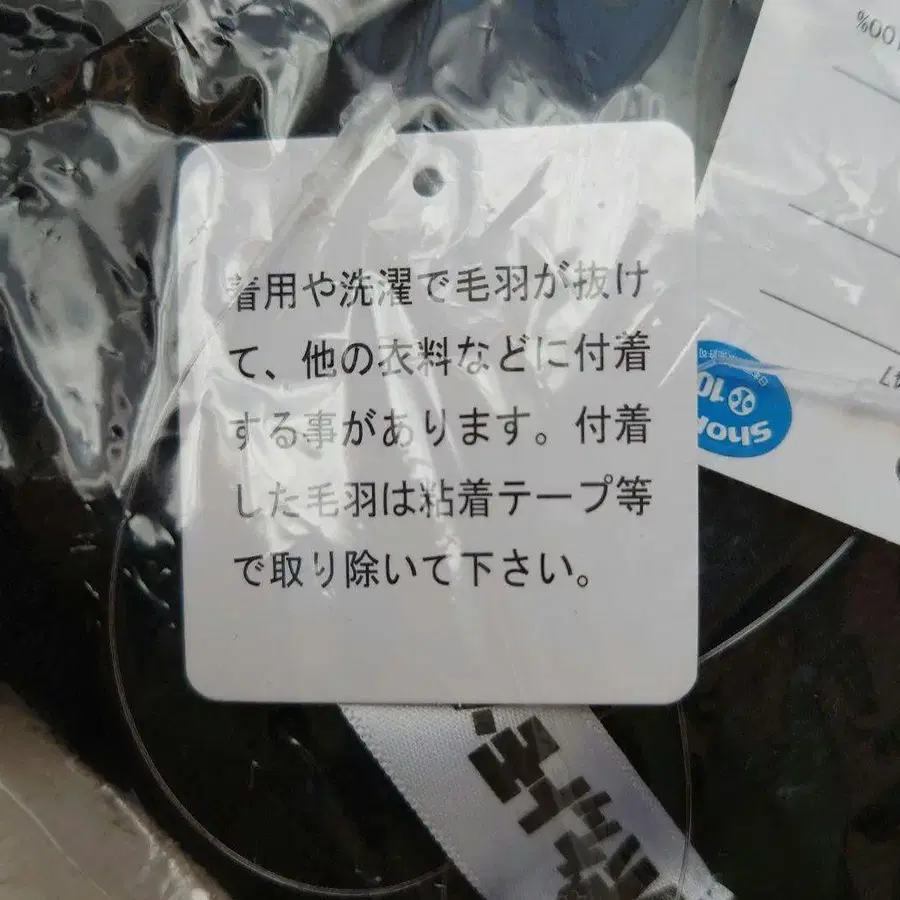 着用や洗濯で毛羽が抜け
て、他の衣料などに付着
する事があります。付着
した毛羽は粘着テープ等
で取り除いて下さい。
100%
10